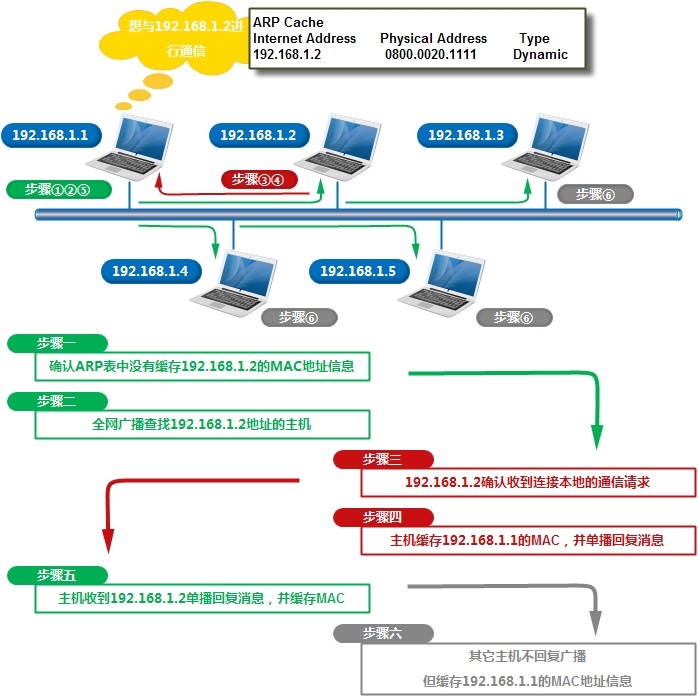 想与192.168.1.2进
行通信
ARP Cache
Internet Address Physical Address Type
192.168.1.2 0800.0020.1111 Dynamic
192.168.1.1
192.168.1.2
192.168.1.3
步骤①②⑤
步骤③④
步骤⑥
192.168.1.4
192.168.1.5
步骤⑥
步骤⑥
步骤一
确认ARP表中没有缓存192.168.1.2的MAC地址信息
步骤二
全网广播查找192.168.1.2地址的主机
步骤三
192.168.1.2确认收到连接本地的通信请求
步骤四
主机缓存192.168.1.1的MAC，并单播回复消息
步骤五
主机收到192.168.1.2单播回复消息，并缓存MAC
步骤六
其它主机不回复广播
但缓存192.168.1.1的MAC地址信息